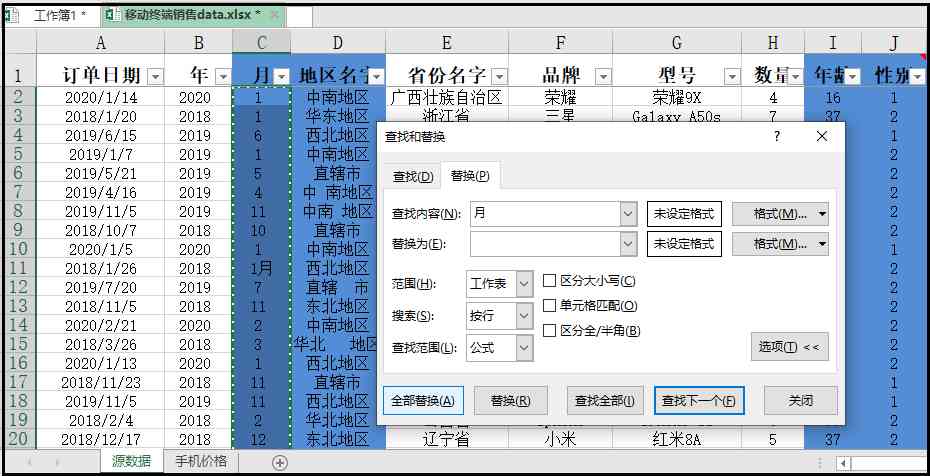 工作簿1 *
移动终端销售data.xlsx *
A B C D E F G H I J
1 订单日期 年 月 地区名字 省份名字 品牌 型号 数量 年龄 性别
2 2020/1/14 2020 1 中南地区 广西壮族自治区 荣耀 荣耀9X 4 16 1
3 2018/1/20 2018 1 华东地区 浙江省 三星 Galaxy A50s 7 37 2
4 2019/6/15 2019 6 西北地区 2
5 2019/1/7 2019 1 中南地区 2
6 2019/5/21 2019 5 直辖市 2
7 2019/4/16 2019 4 中 南地区 2
8 2019/11/5 2019 11 中南 地区 2
9 2018/10/7 2018 10 直辖市 1
10 2020/1/5 2020 1 中南地区 2
11 2018/1/26 2018 1月 西北地区 2
12 2019/7/20 2019 7 直辖 市 2
13 2018/11/5 2018 11 东北地区 2
14 2020/2/21 2020 2 中南地区 2
15 2018/3/26 2018 3 华北 地区 2
16 2020/1/13 2020 1 西北地区 2
17 2018/11/23 2018 11 直辖市 1
18 2019/11/5 2019 11 西北地区 1
19 2018/2/4 2018 2 华北地区 2
20 2018/12/17 2018 12 东北地区 辽宁省 小米 红米8A 5 37 2
查找和替换
?
查找(D) 替换(P)
查找内容(N): 月 未设定格式 格式(M)...
替换为(E): 未设定格式 格式(M)...
范围(H): 工作表 区分大小写(C)
搜索(S): 按行 单元格匹配(O)
查找范围(L): 公式 区分全/半角(B)
选项(T) <<
全部替换(A) 替换(R) 查找全部(I) 查找下一个(F) 关闭
源数据 手机价格